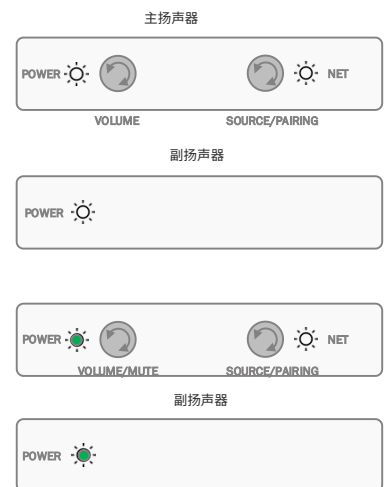 主扬声器
POWER NET
VOLUME SOURCE/PAIRING
副扬声器
POWER
POWER NET
VOLUME/MUTE SOURCE/PAIRING
副扬声器
POWER